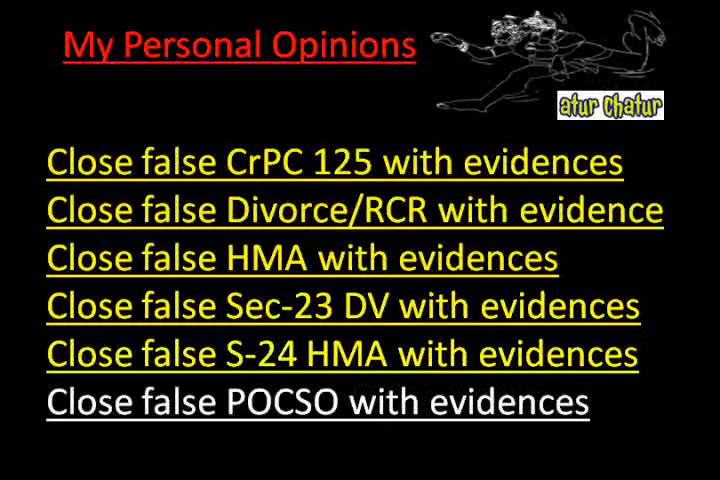 My Personal Opinions
atur Chatur
Close false CrPC 125 with evidences
Close false Divorce/RCR with evidence
Close false HMA with evidences
Close false Sec-23 DV with evidences
Close false S-24 HMA with evidences
Close false POCSO with evidences